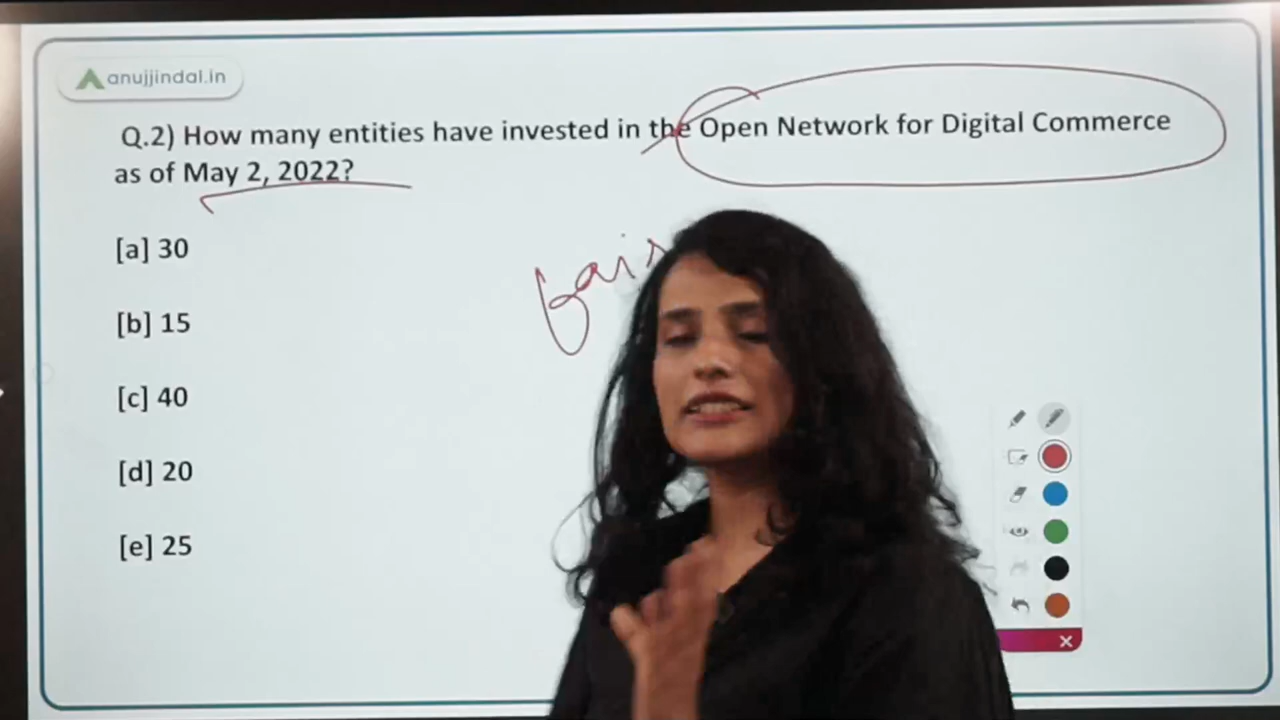 anujjindal.in
Q.2) How many entities have invested in the Open Network for Digital Commerce
as of May 2, 2022?
[a] 30
[b] 15
[c] 40
[d] 20
[e] 25